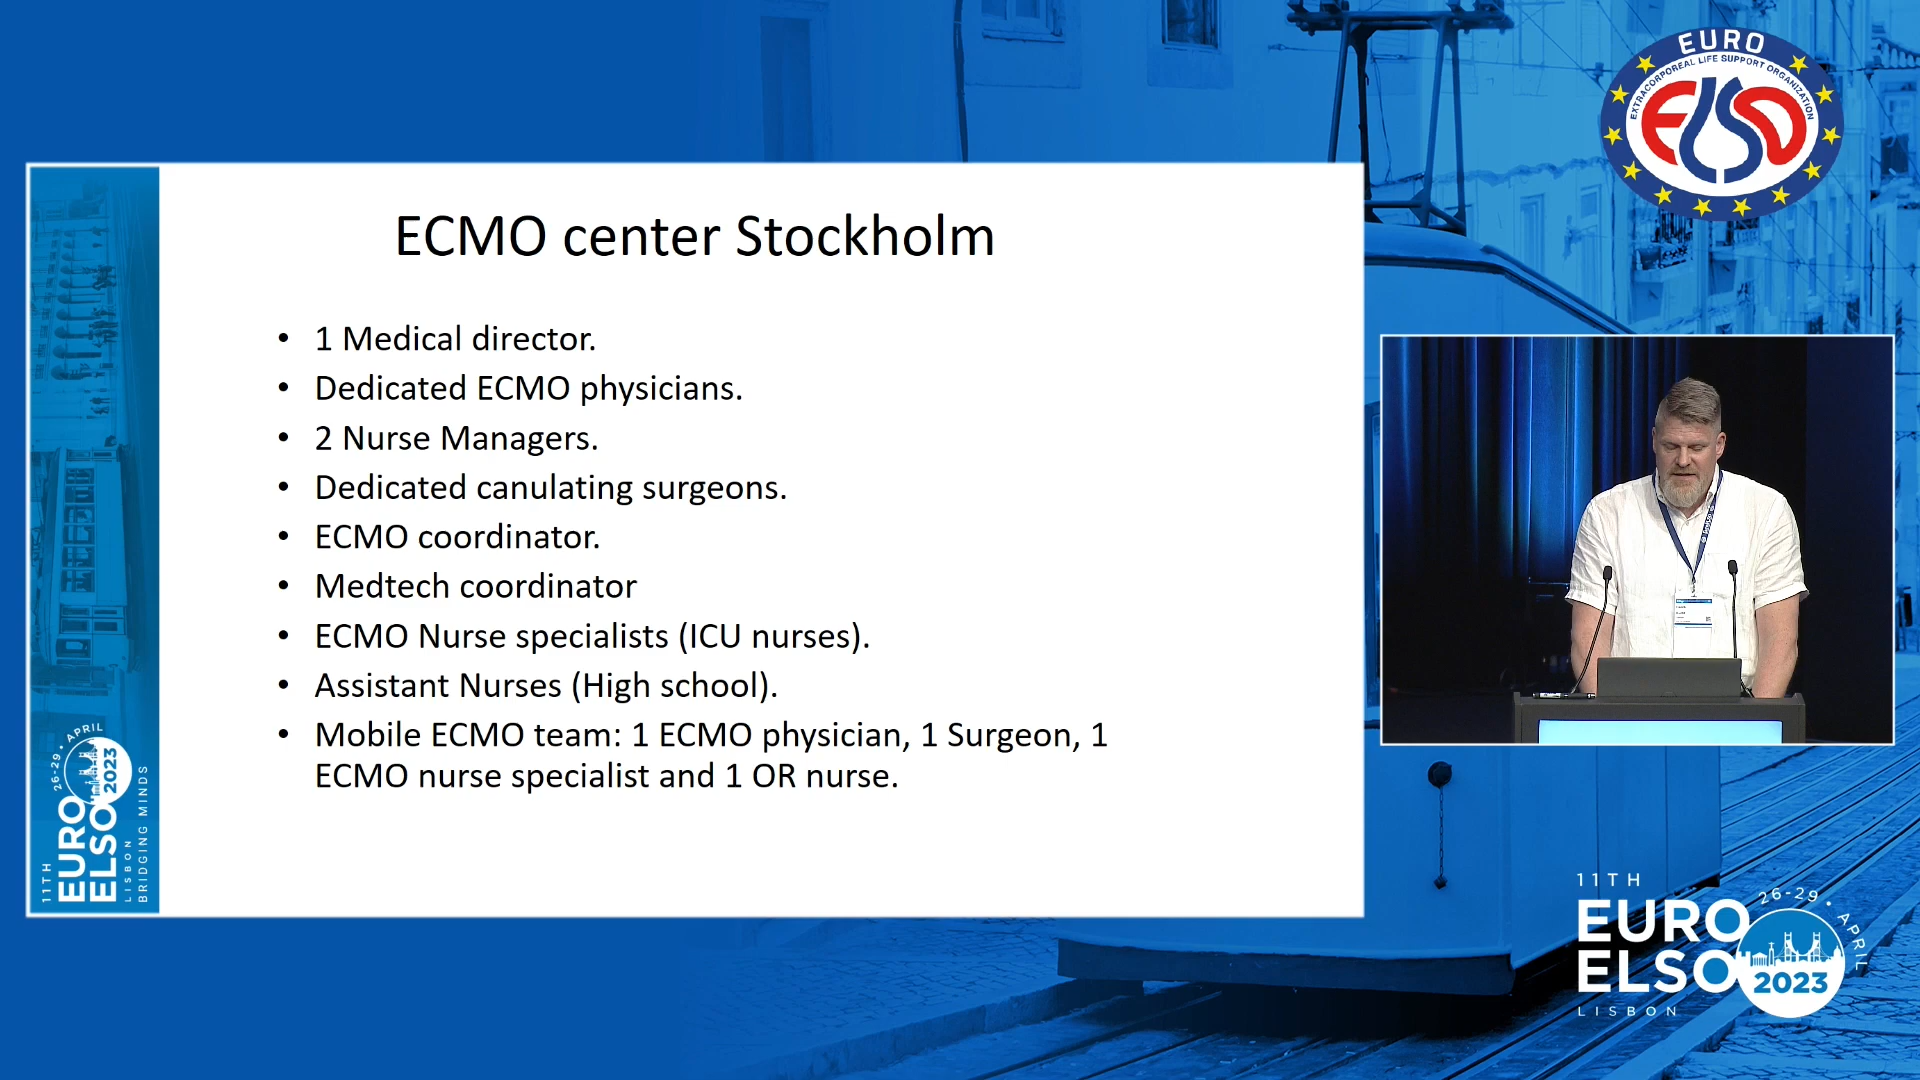 ECMO center Stockholm
• 1 Medical director.
• Dedicated ECMO physicians.
• 2 Nurse Managers.
• Dedicated canulating surgeons.
• ECMO coordinator.
• Medtech coordinator
• ECMO Nurse specialists (ICU nurses).
• Assistant Nurses (High school).
• Mobile ECMO team: 1 ECMO physician, 1 Surgeon, 1
ECMO nurse specialist and 1 OR nurse.
11TH
EURO
ELSO
LISBON
BRIDGING MINDS
26-29 • APRIL
2023
EURO
EXTRACORPOREAL LIFE SUPPORT ORGANIZATION
ELSO
11TH
EURO
ELSO
LISBON
26-29 • APRIL
2023